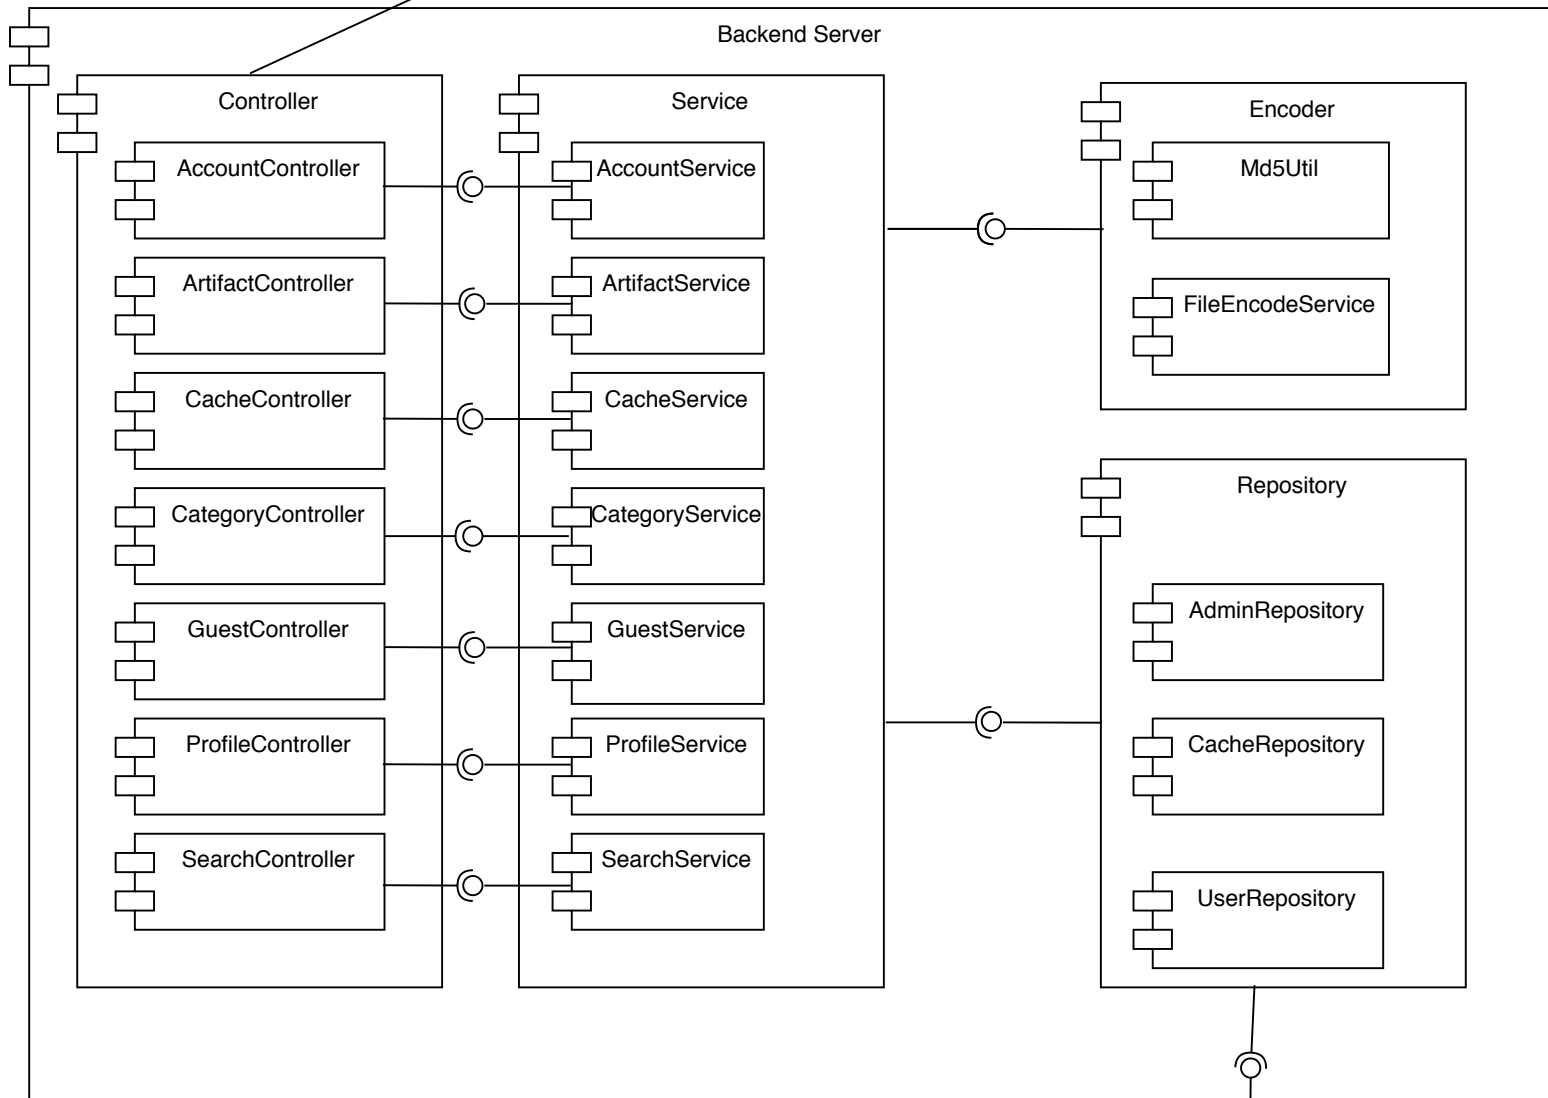 Backend Server
Controller
AccountController
ArtifactController
CacheController
CategoryController
GuestController
ProfileController
SearchController
Service
AccountService
ArtifactService
CacheService
CategoryService
GuestService
ProfileService
SearchService
Encoder
Md5Util
FileEncodeService
Repository
AdminRepository
CacheRepository
UserRepository